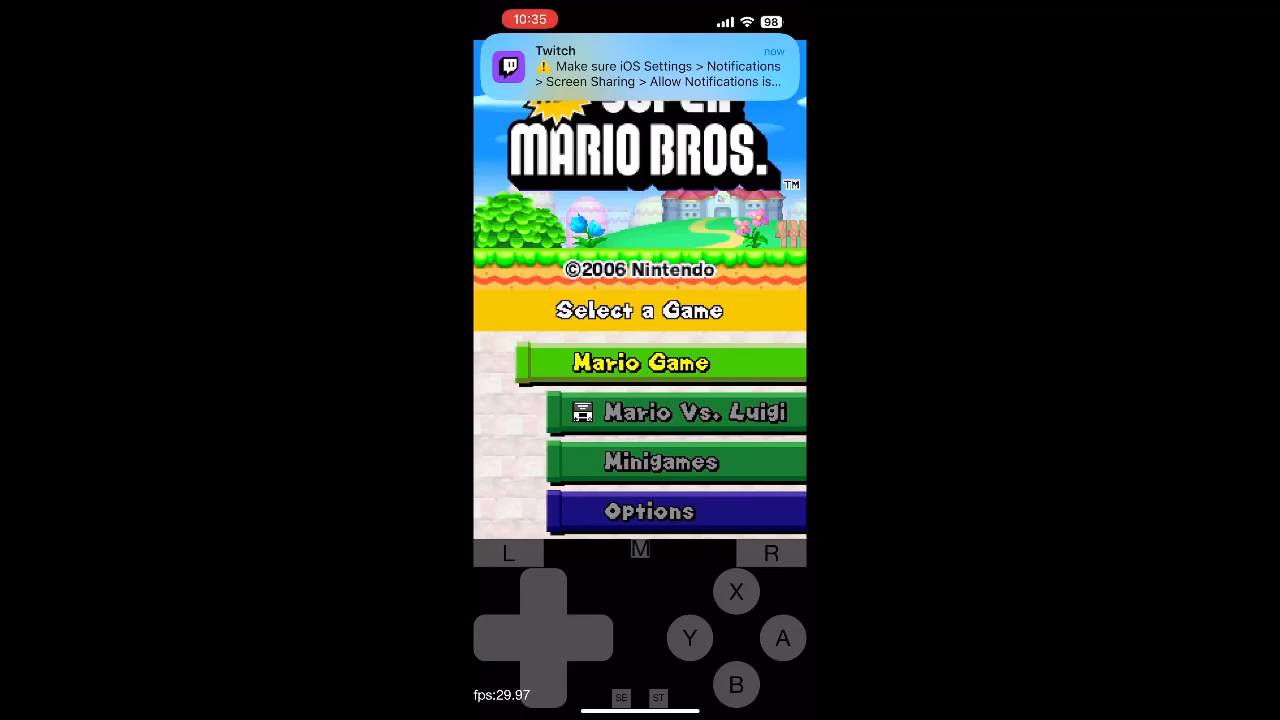 10:35
98
Twitch
now
⚠️ Make sure iOS Settings > Notifications
> Screen Sharing > Allow Notifications is...
SUPER
MARIO BROS.
TM
©2006 Nintendo
Select a Game
Mario Game
Mario Vs. Luigi
Minigames
Options
L
M
R
X
Y
A
B
fps:29.97
SE
ST